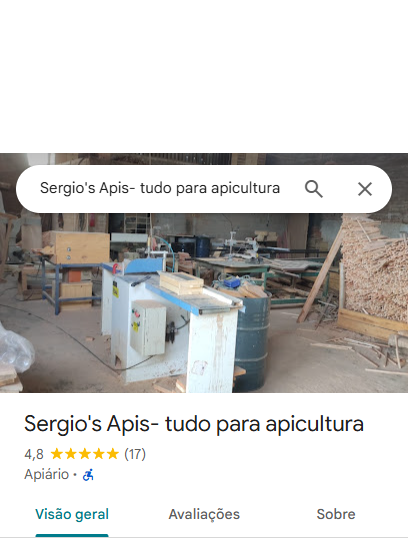 Sergio's Apis- tudo para apicultura
Sergio's Apis- tudo para apicultura
4,8 (17)
Apiário ·
Visão geral Avaliações Sobre